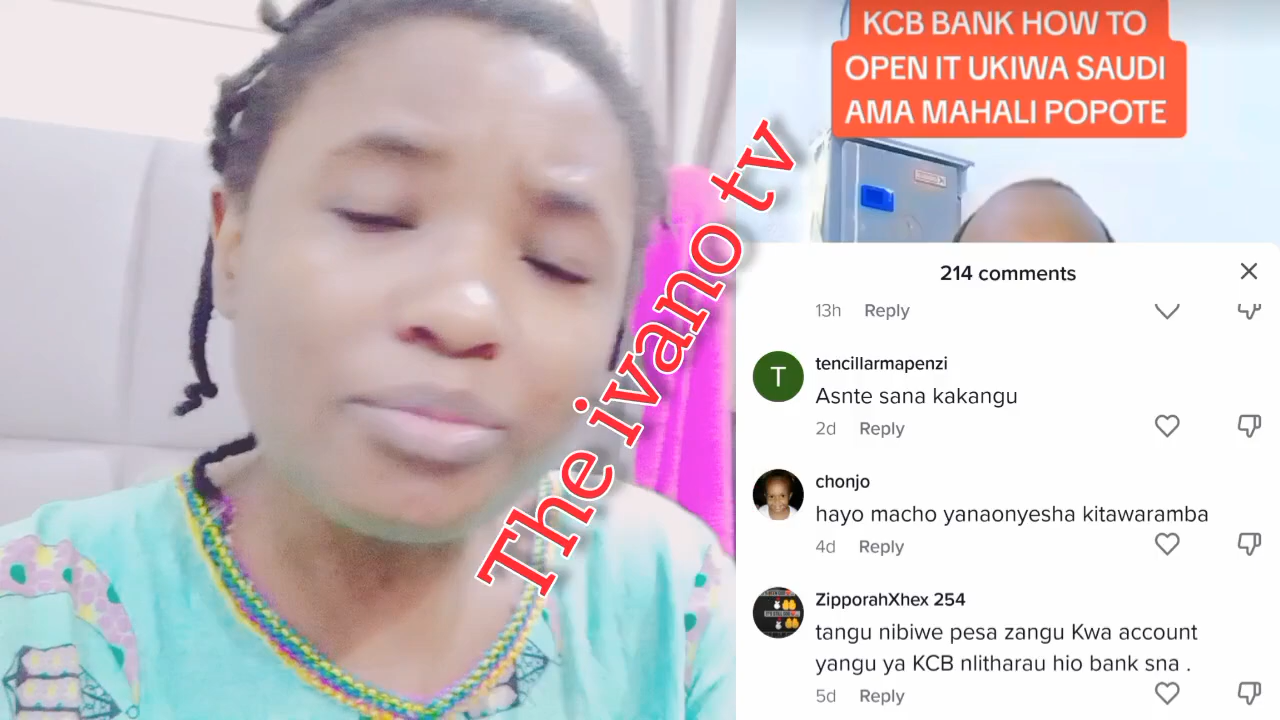 The ivano tv
KCB BANK HOW TO
OPEN IT UKIWA SAUDI
AMA MAHALI POPOTE
214 comments
13h Reply
tencillarmapenzi
T
Asnte sana kakangu
2d Reply
chonjo
hayo macho yanaonyesha kitawaramba
4d Reply
ZipporahXhex 254
tangu nibiwe pesa zangu Kwa account
yangu ya KCB nlitharau hio bank sna .
5d Reply